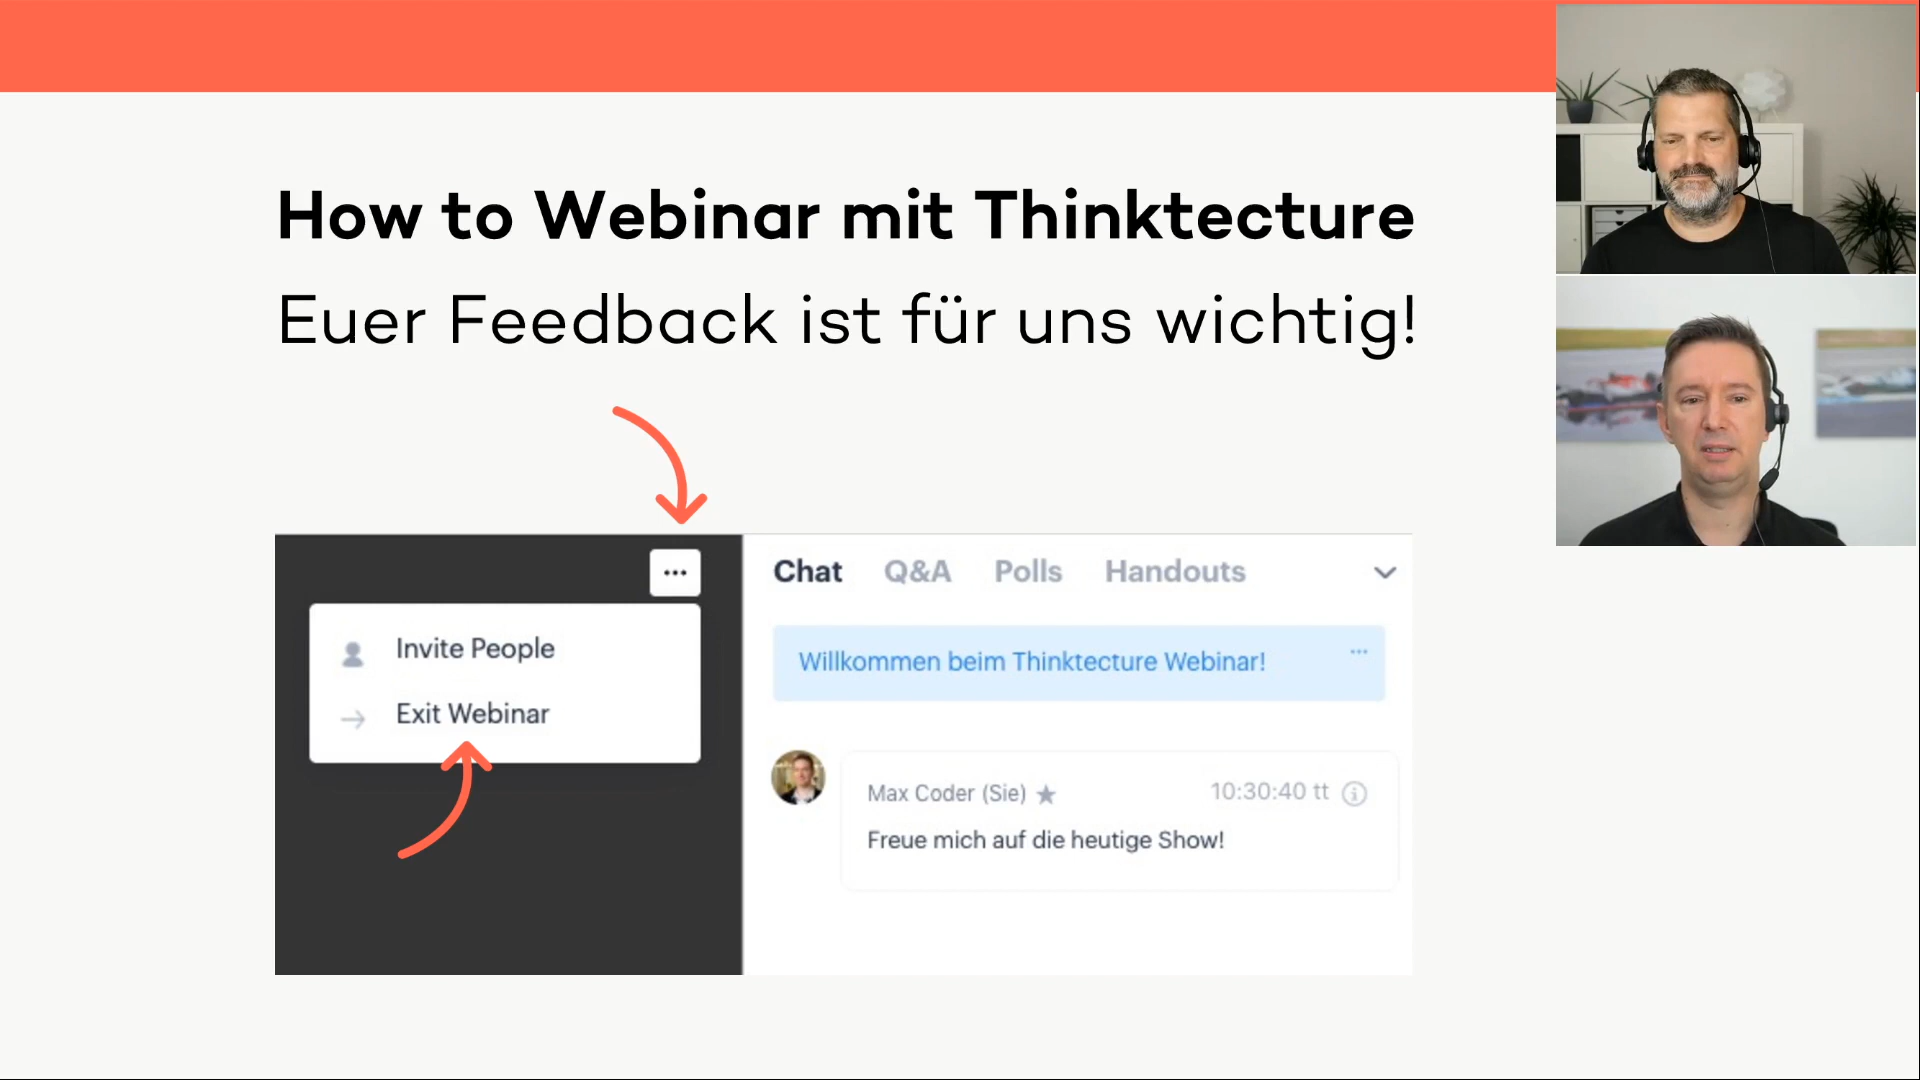 How to Webinar mit Thinktecture
Euer Feedback ist für uns wichtig!
...
Invite People
Exit Webinar
Chat Q&A Polls Handouts
Willkommen beim Thinktecture Webinar! ...
Max Coder (Sie) ★ 10:30:40 tt
Freue mich auf die heutige Show!